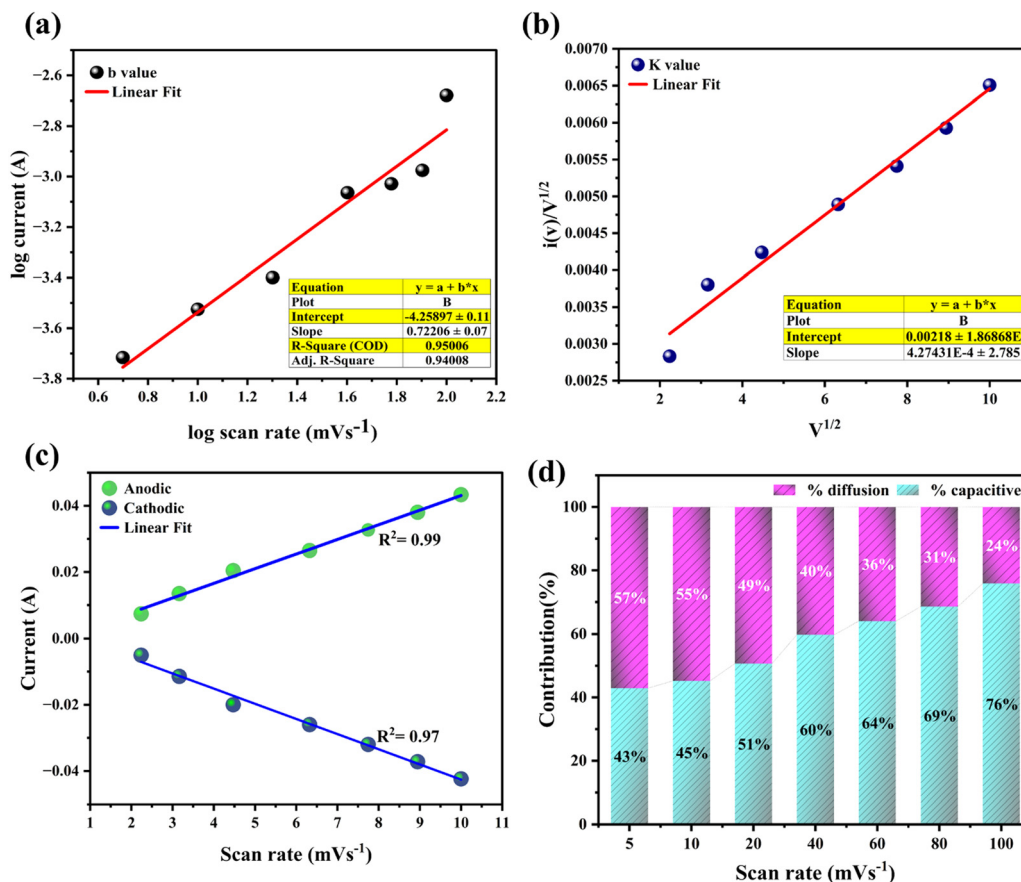 (a)
b value
Linear Fit
−2.6
−2.8
−3.0
−3.2
−3.4
−3.6
−3.8
log current (A)
Equation y = a + b*x
Plot B
Intercept -4.25897 ± 0.11
Slope 0.72206 ± 0.07
R-Square (COD) 0.95006
Adj. R-Square 0.94008
0.6 0.8 1.0 1.2 1.4 1.6 1.8 2.0 2.2
log scan rate (mVs⁻¹)
(b)
K value
Linear Fit
0.0070
0.0065
0.0060
0.0055
0.0050
0.0045
0.0040
0.0035
0.0030
0.0025
i(v)/V^1/2
Equation y = a + b*x
Plot B
Intercept 0.00218 ± 1.86868E
Slope 4.27431E-4 ± 2.785
2 4 6 8 10
V^1/2
(c)
Anodic
Cathodic
Linear Fit
0.04
0.02
0.00
−0.02
−0.04
Current (A)
R²= 0.99
R²= 0.97
1 2 3 4 5 6 7 8 9 10 11
Scan rate (mVs⁻¹)
(d)
% diffusion % capacitive
100
80
60
40
20
0
Contribution(%)
57% 55% 49% 40% 36% 31% 24%
43% 45% 51% 60% 64% 69% 76%
5 10 20 40 60 80 100
Scan rate (mVs⁻¹)